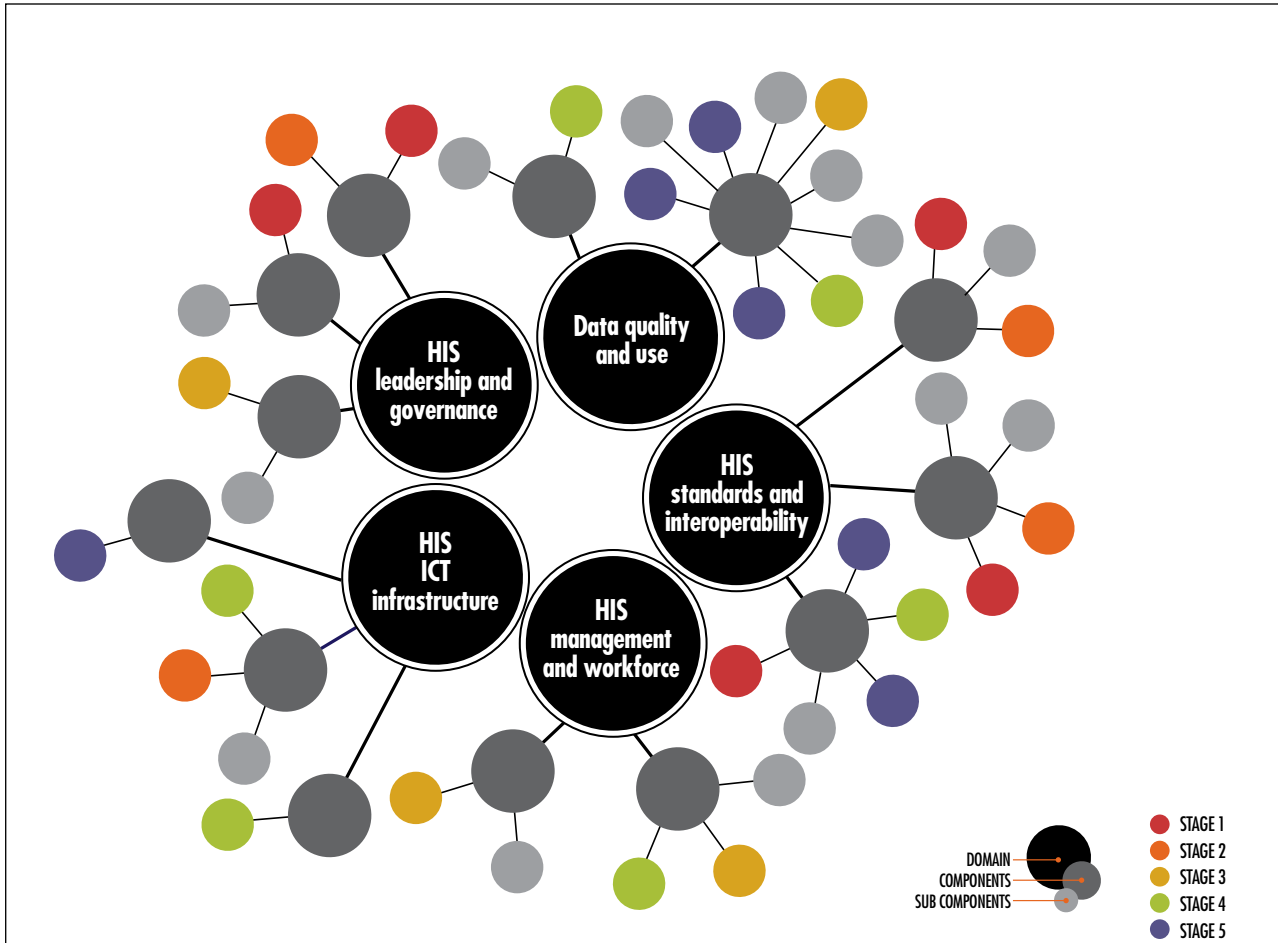 Data quality
and use
HIS
leadership and
governance
HIS
standards and
interoperability
HIS
ICT
infrastructure
HIS
management
and workforce
DOMAIN
COMPONENTS
SUB COMPONENTS
STAGE 1
STAGE 2
STAGE 3
STAGE 4
STAGE 5